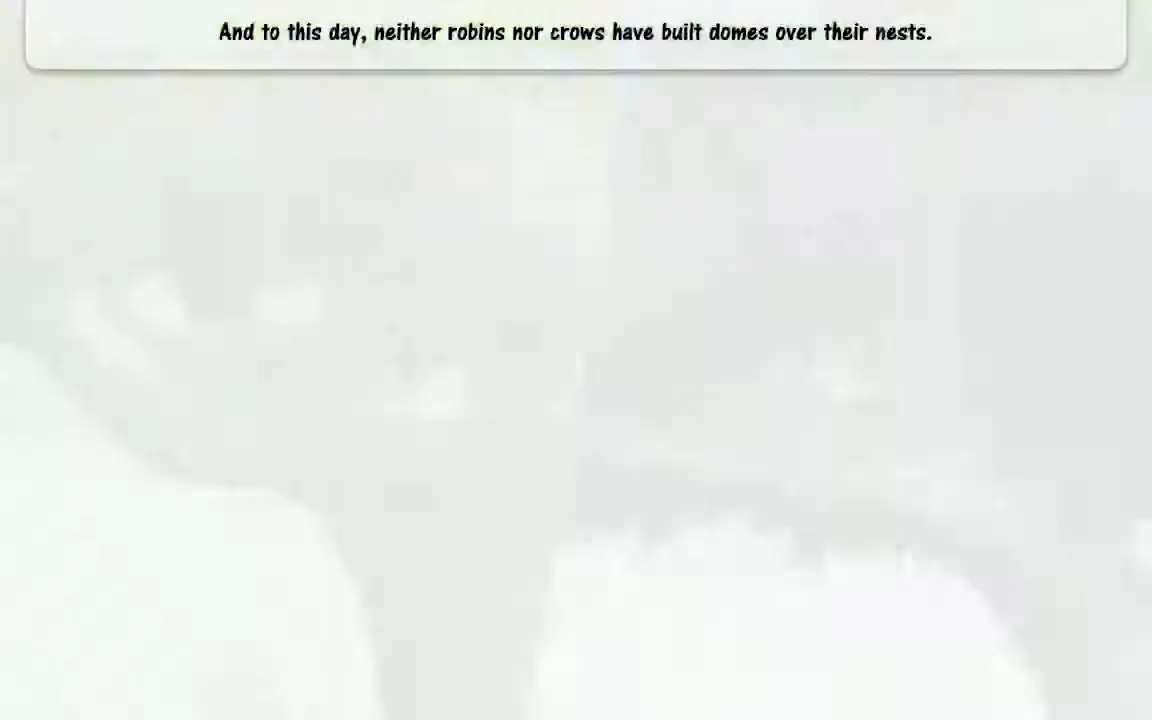 And to this day, neither robins nor crows have built domes over their nests.